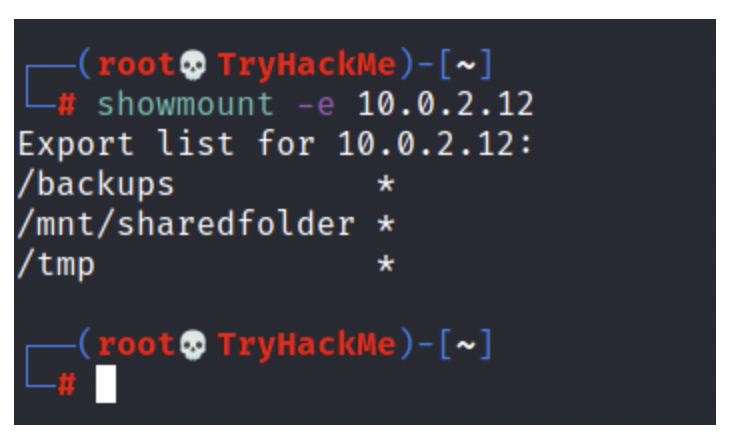 ┌──(root💀TryHackMe)-[~]
└─# showmount -e 10.0.2.12
Export list for 10.0.2.12:
/backups           *
/mnt/sharedfolder *
/tmp               *
┌──(root💀TryHackMe)-[~]
└─#